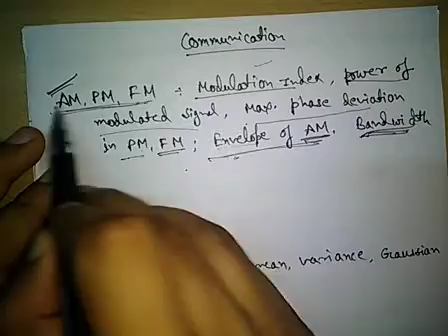 Communication
AM, PM, FM : Modulation Index, power of
modulated signal, Max. phase deviation
in PM, FM ; Envelope of AM. Bandwidth
mean, variance, Gaussian